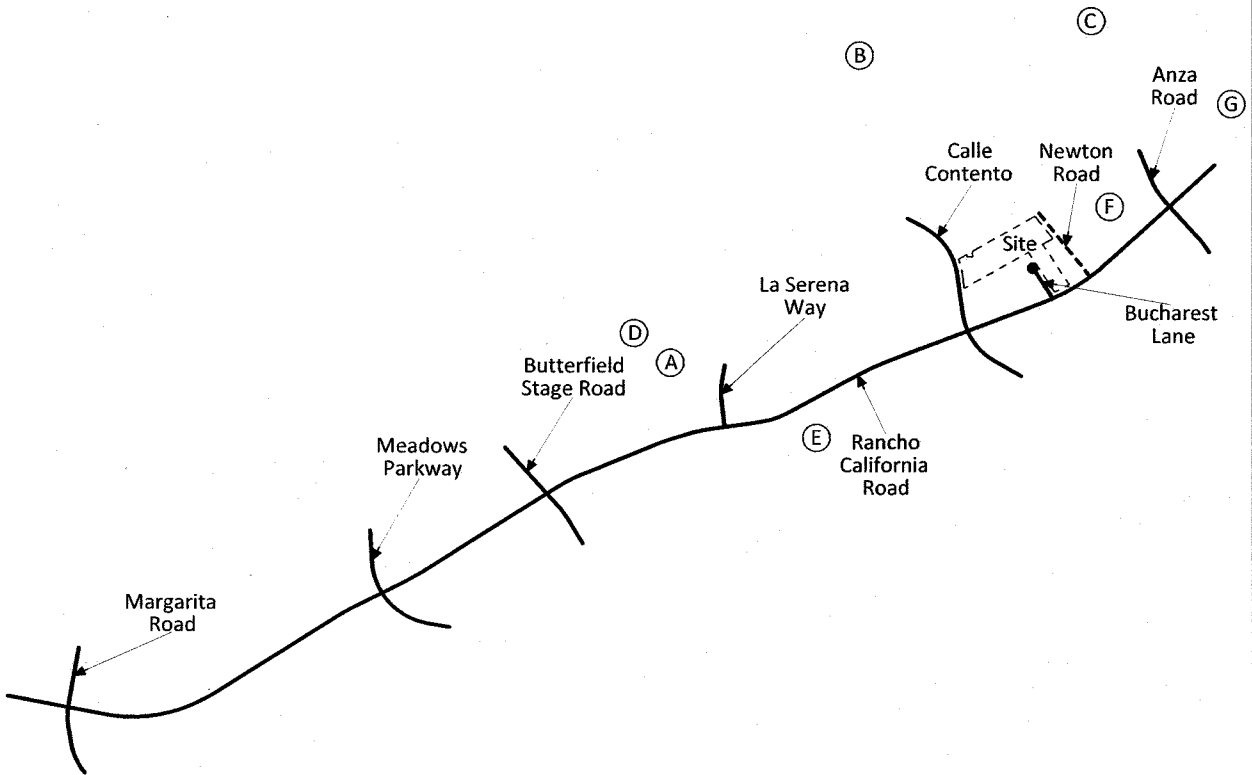 C
B
Anza
Road
G
Calle
Contento
Newton
Road
F
Site
La Serena
Way
Bucharest
Lane
D
A
Butterfield
Stage Road
E
Rancho
California
Road
Meadows
Parkway
Margarita
Road